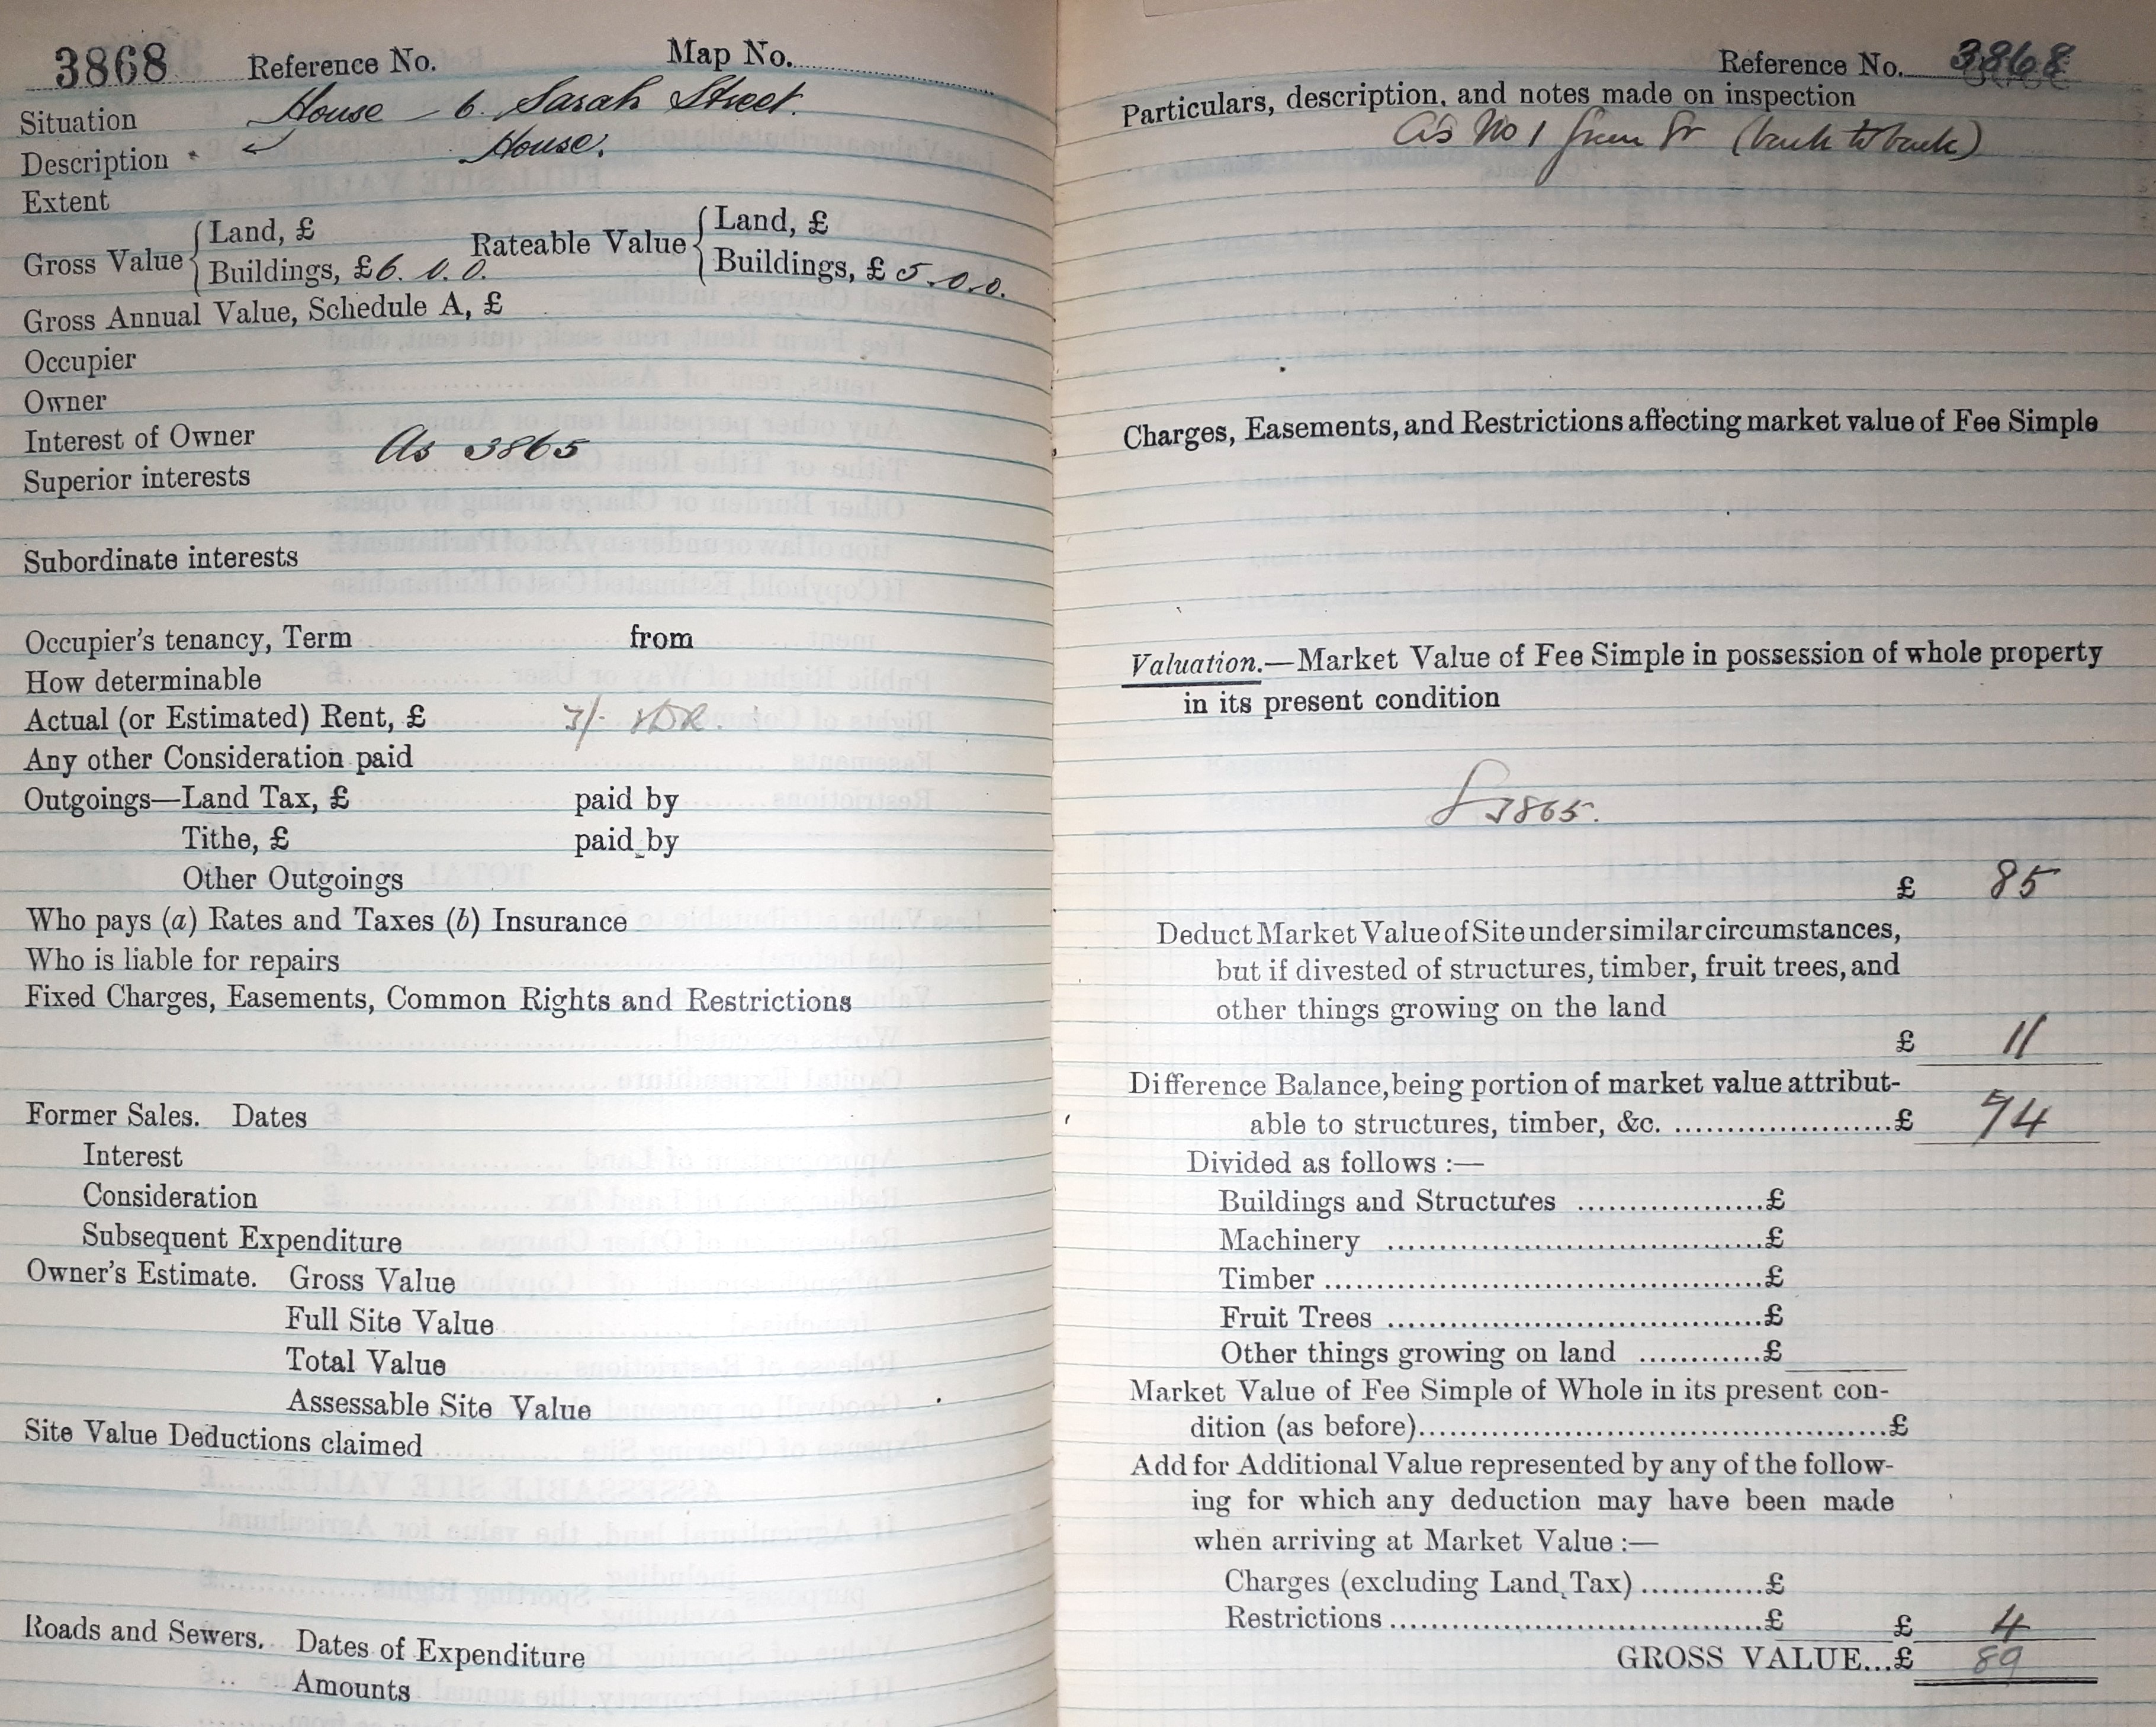 3868 Reference No. Map No.
Situation House - 6. Sarah Street.
Description House.
Extent
Gross Value { Land, £
Buildings, £ 6. 0. 0.
Rateable Value { Land, £
Buildings, £ 5. 0. 0.
Gross Annual Value, Schedule A, £
Occupier
Owner
Interest of Owner
As 3865
Superior interests
Subordinate interests
Occupier's tenancy, Term from
How determinable
Actual (or Estimated) Rent, £ 3/-
Any other Consideration paid
Outgoings—Land Tax, £ paid by
Tithe, £ paid by
Other Outgoings
Who pays (a) Rates and Taxes (b) Insurance
Who is liable for repairs
Fixed Charges, Easements, Common Rights and Restrictions
Former Sales. Dates
Interest
Consideration
Subsequent Expenditure
Owner's Estimate. Gross Value
Full Site Value
Total Value
Assessable Site Value
Site Value Deductions claimed
Roads and Sewers. Dates of Expenditure
Amounts
Reference No. 3868
Particulars, description, and notes made on inspection
As No 1 from (back to back)
Charges, Easements, and Restrictions affecting market value of Fee Simple
Valuation.—Market Value of Fee Simple in possession of whole property
in its present condition
3865.
£ 85
Deduct Market Value of Site under similar circumstances,
but if divested of structures, timber, fruit trees, and
other things growing on the land
£ 11
Difference Balance, being portion of market value attribut-
able to structures, timber, &c. ....................£ 74
Divided as follows :—
Buildings and Structures .................£
Machinery ..................................£
Timber ........................................£
Fruit Trees ..................................£
Other things growing on land ...........£
Market Value of Fee Simple of Whole in its present con-
dition (as before)..........................................£
Add for Additional Value represented by any of the follow-
ing for which any deduction may have been made
when arriving at Market Value :—
Charges (excluding Land Tax) ...........£
Restrictions ..................................£ £ 4
GROSS VALUE...£ 89